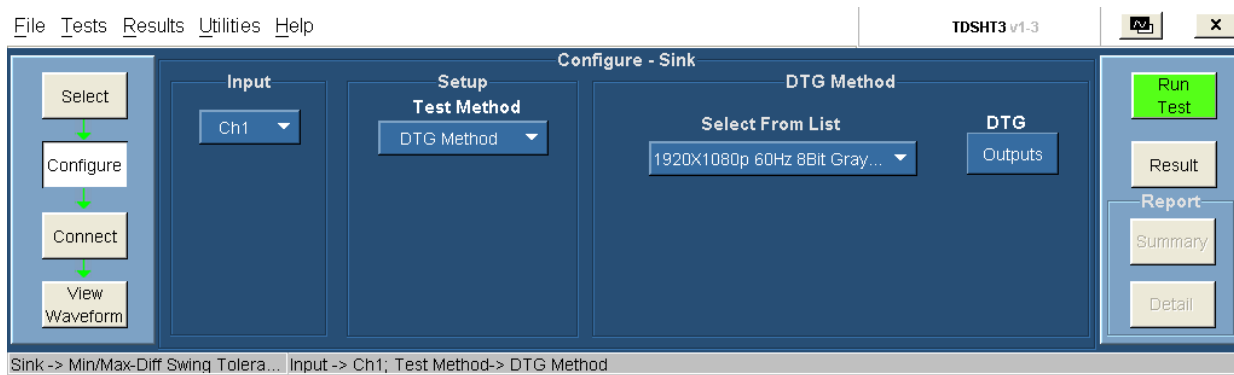 File Tests Results Utilities Help
TDSHT3 v1-3
x
Configure - Sink
Select
Configure
Connect
View
Waveform
Input
Ch1
Setup
Test Method
DTG Method
DTG Method
Select From List
1920X1080p 60Hz 8Bit Gray...
DTG
Outputs
Run
Test
Result
Report
Summary
Detail
Sink -> Min/Max-Diff Swing Tolera... Input -> Ch1; Test Method-> DTG Method